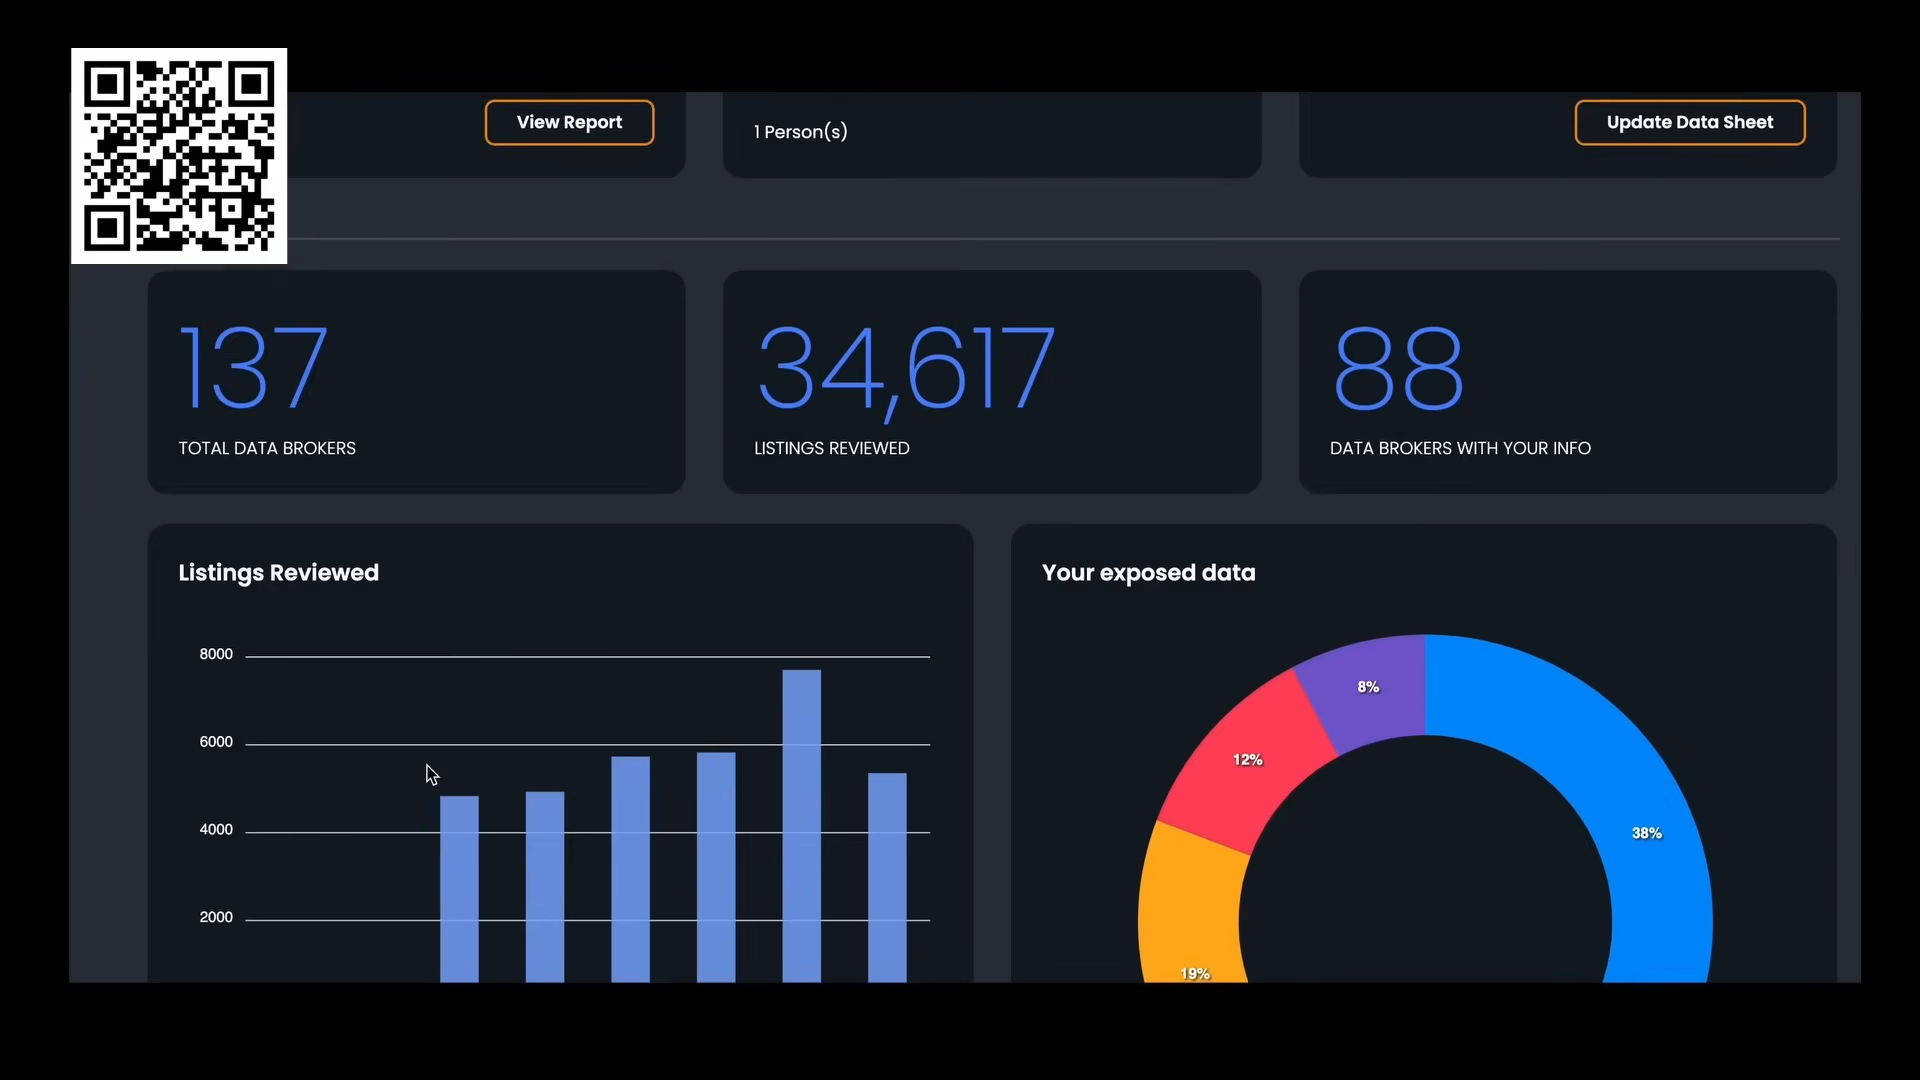 View Report
1 Person(s)
Update Data Sheet
137
TOTAL DATA BROKERS
34,617
LISTINGS REVIEWED
88
DATA BROKERS WITH YOUR INFO
Listings Reviewed
8000
6000
4000
2000
Your exposed data
8%
12%
38%
19%